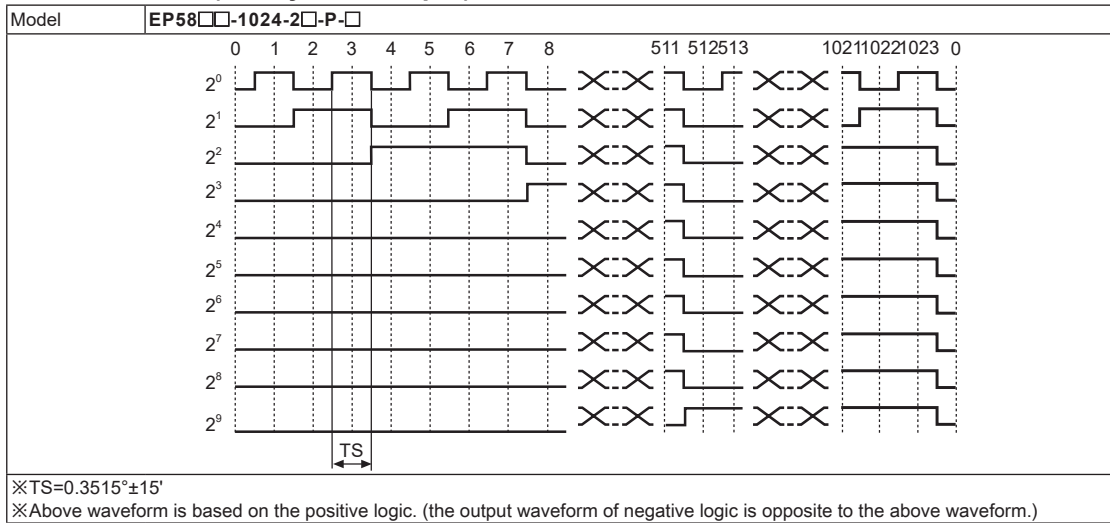 Model EP58□□-1024-2□-P-□
0 1 2 3 4 5 6 7 8 511 512513 1021 1022 1023 0
2⁰
2¹
2²
2³
2⁴
2⁵
2⁶
2⁷
2⁸
2⁹
TS
※TS=0.3515°±15'
※Above waveform is based on the positive logic. (the output waveform of negative logic is opposite to the above waveform.)